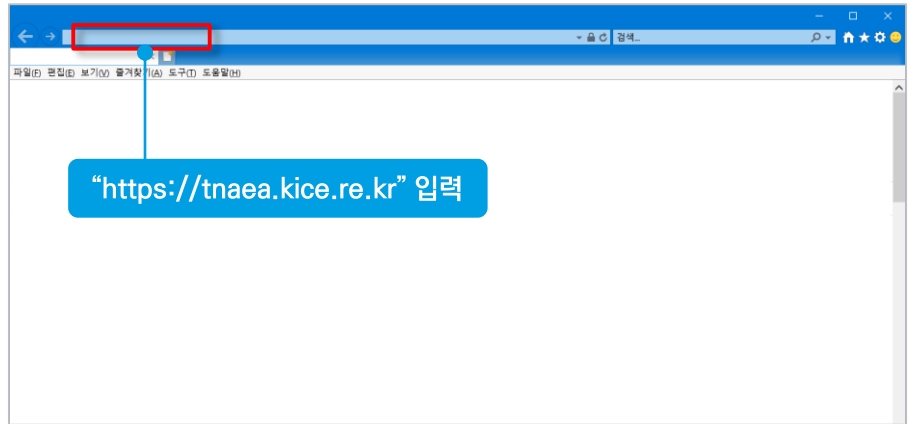 검색...
파일(F) 편집(E) 보기(V) 즐겨찾기(A) 도구(T) 도움말(H)
“https://tnaea.kice.re.kr” 입력